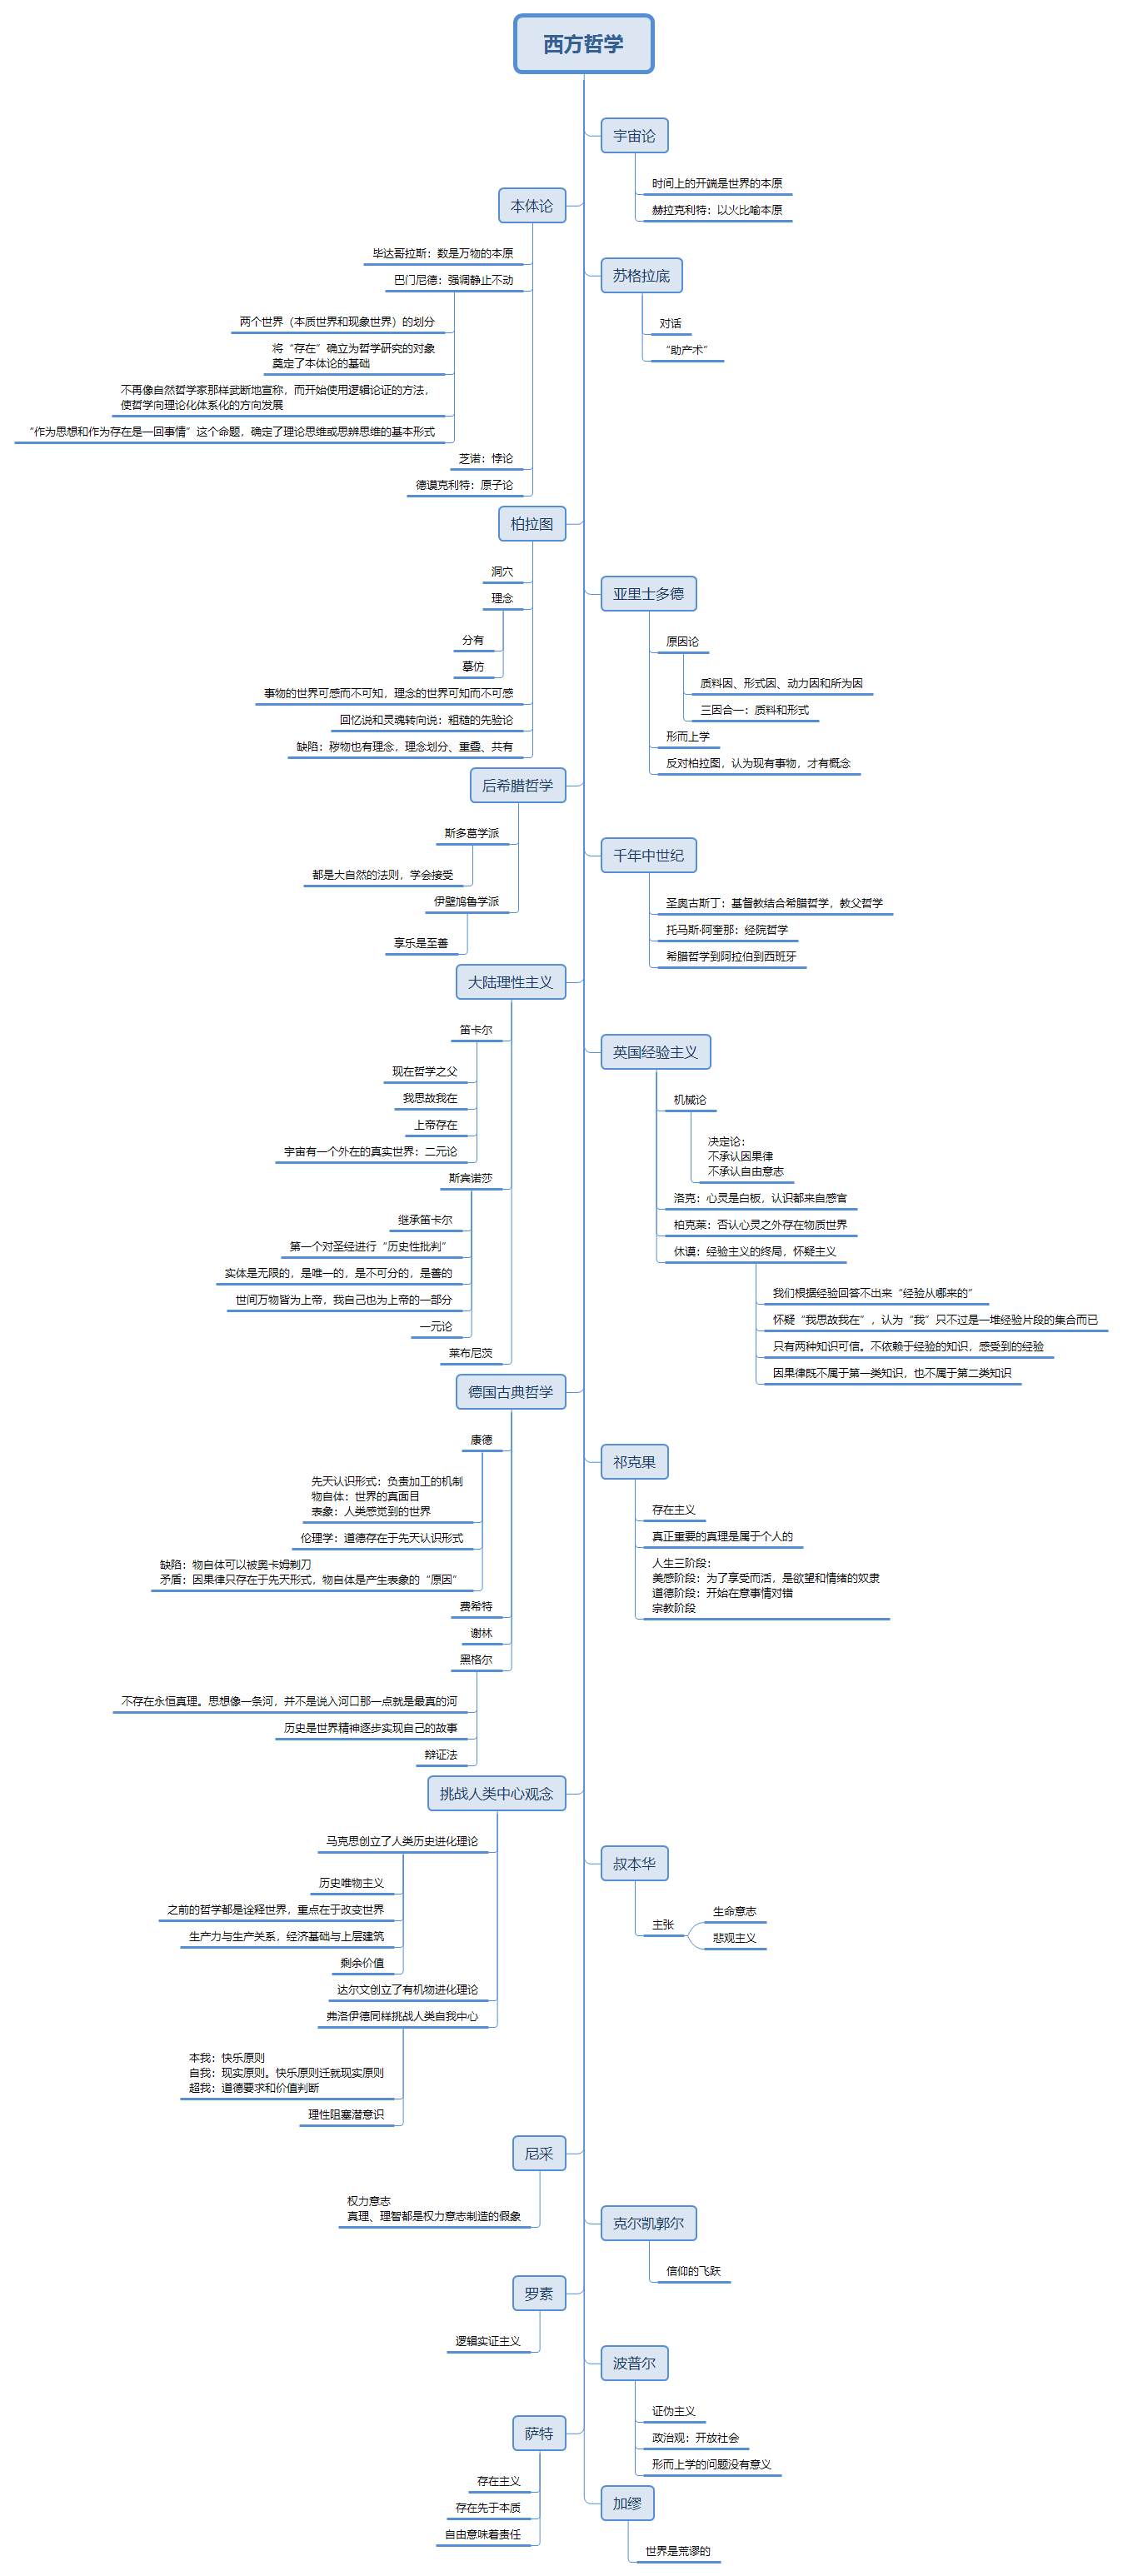 西方哲学
宇宙论
时间上的开端是世界的本原
赫拉克利特：以火比喻本原
本体论
毕达哥拉斯：数是万物的本原
巴门尼德：强调静止不动
两个世界（本质世界和现象世界）的划分
将“存在”确立为哲学研究的对象
奠定了本体论的基础
不再像自然哲学家那样武断地宣称，而开始使用逻辑论证的方法，
使哲学向理论化体系化的方向发展
“作为思想和作为存在是一回事情”这个命题，确定了理论思维或思辨思维的基本形式
芝诺：悖论
德谟克利特：原子论
苏格拉底
对话
“助产术”
柏拉图
洞穴
理念
分有
摹仿
事物的世界可感而不可知，理念的世界可知而不可感
回忆说和灵魂转向说：粗糙的先验论
缺陷：秽物也有理念，理念划分、重叠、共有
亚里士多德
原因论
质料因、形式因、动力因和所为因
三因合一：质料和形式
形而上学
反对柏拉图，认为现有事物，才有概念
后希腊哲学
斯多葛学派
都是大自然的法则，学会接受
伊壁鸠鲁学派
享乐是至善
千年中世纪
圣奥古斯丁：基督教结合希腊哲学，教父哲学
托马斯·阿奎那：经院哲学
希腊哲学到阿拉伯到西班牙
大陆理性主义
笛卡尔
现在哲学之父
我思故我在
上帝存在
宇宙有一个外在的真实世界：二元论
斯宾诺莎
继承笛卡尔
第一个对圣经进行“历史性批判”
实体是无限的，是唯一的，是不可分的，是善的
世间万物皆为上帝，我自己也为上帝的一部分
一元论
莱布尼茨
英国经验主义
机械论
决定论：
不承认因果律
不承认自由意志
洛克：心灵是白板，认识都来自感官
柏克莱：否认心灵之外存在物质世界
休谟：经验主义的终局，怀疑主义
我们根据经验回答不出来“经验从哪来的”
怀疑“我思故我在”，认为“我”只不过是一堆经验片段的集合而已
只有两种知识可信。不依赖于经验的知识，感受到的经验
因果律既不属于第一类知识，也不属于第二类知识
德国古典哲学
康德
先天认识形式：负责加工的机制
物自体：世界的真面目
表象：人类感觉到的世界
伦理学：道德存在于先天认识形式
缺陷：物自体可以被奥卡姆剃刀
矛盾：因果律只存在于先天形式，物自体是产生表象的“原因”
费希特
谢林
黑格尔
不存在永恒真理。思想像一条河，并不是说入河口那一点就是最真的河
历史是世界精神逐步实现自己的故事
辩证法
祁克果
存在主义
真正重要的真理是属于个人的
人生三阶段：
美感阶段：为了享受而活，是欲望和情绪的奴隶
道德阶段：开始在意事情对错
宗教阶段
挑战人类中心观念
马克思创立了人类历史进化理论
历史唯物主义
之前的哲学都是诠释世界，重点在于改变世界
生产力与生产关系，经济基础与上层建筑
剩余价值
达尔文创立了有机物进化理论
弗洛伊德同样挑战人类自我中心
本我：快乐原则
自我：现实原则。快乐原则迁就现实原则
超我：道德要求和价值判断
理性阻塞潜意识
叔本华
主张
生命意志
悲观主义
尼采
权力意志
真理、理智都是权力意志制造的假象
克尔凯郭尔
信仰的飞跃
罗素
逻辑实证主义
波普尔
证伪主义
政治观：开放社会
形而上学的问题没有意义
萨特
存在主义
存在先于本质
自由意味着责任
加缪
世界是荒谬的